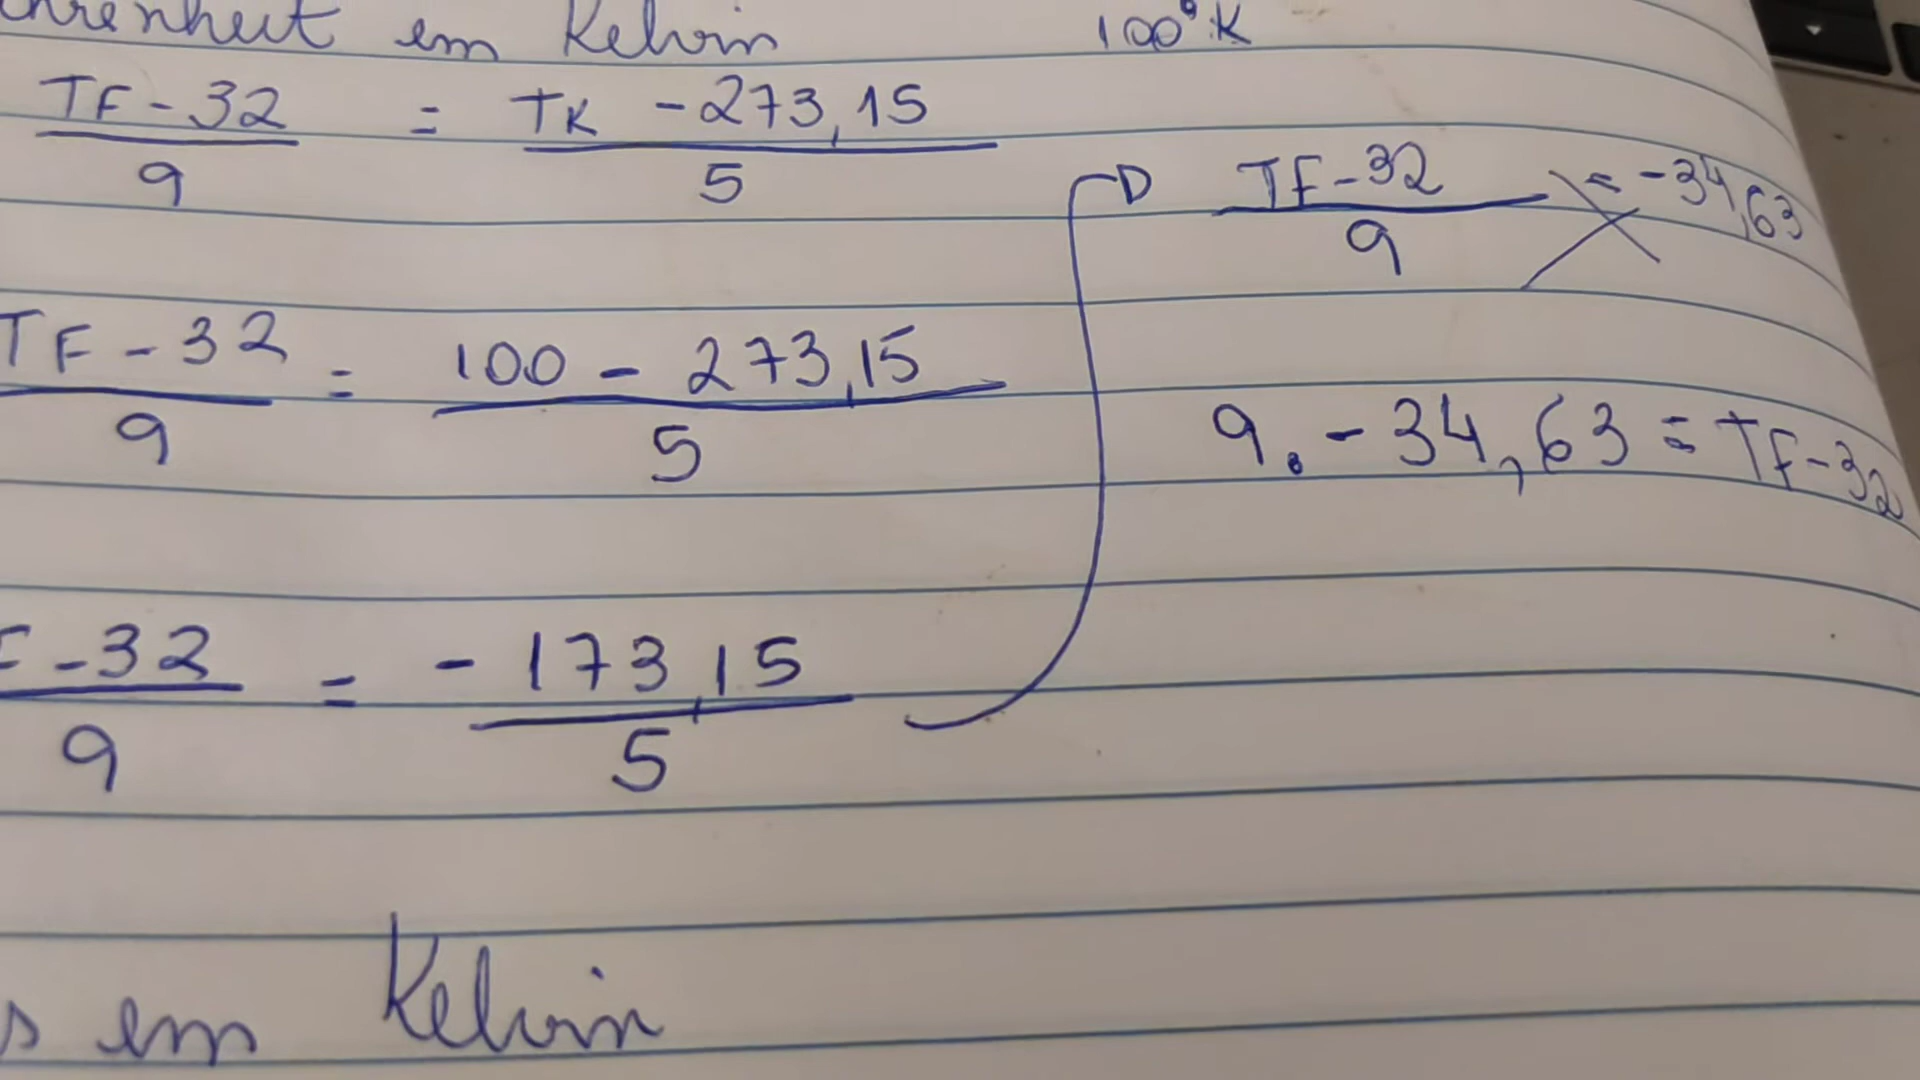 hrenheit em Kelvin 100°K
TF - 32 = TK - 273,15
9 5
TF - 32 = 100 - 273,15
9 5
F - 32 = - 173,15
9 5
TF - 32 = - 34,63
9
9. - 34,63 = TF - 32
s em Kelvin